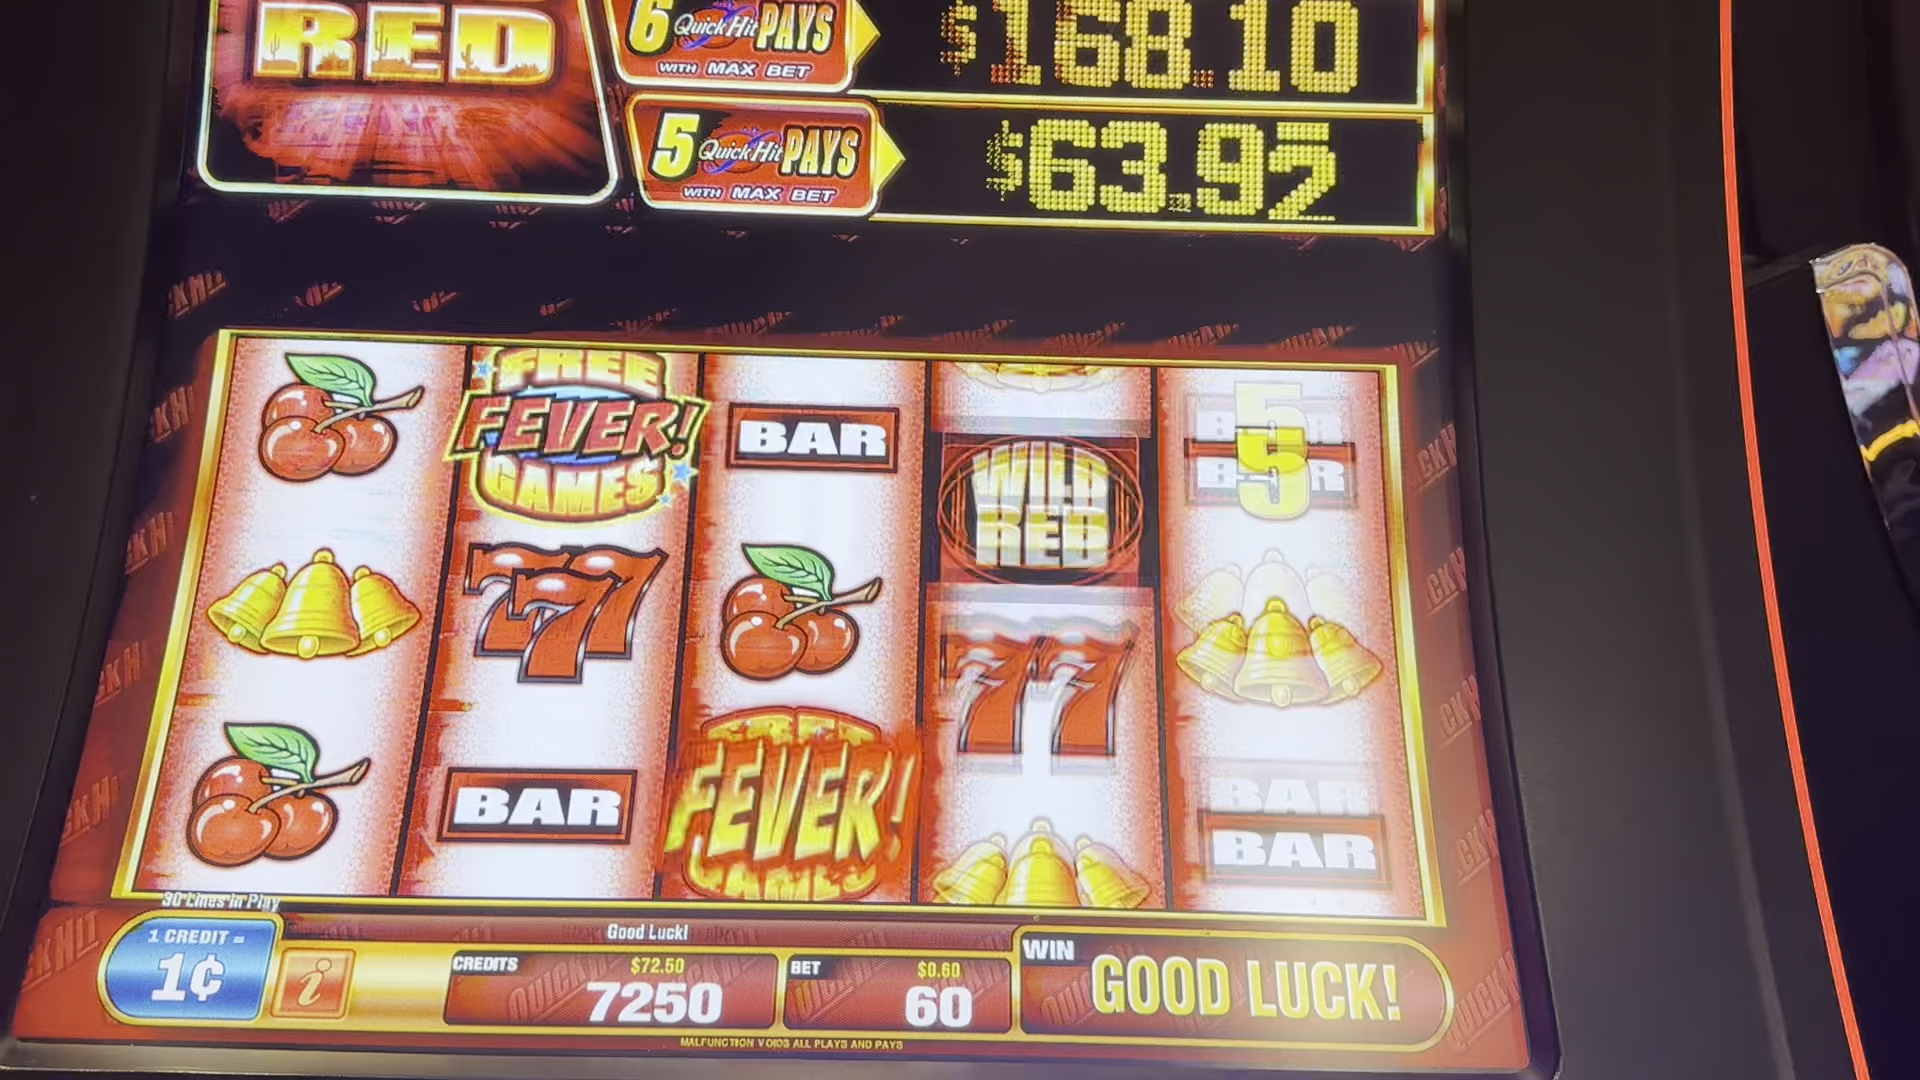 RED
6 Quick Hit PAYS
WITH MAX BET
$168.10
5 Quick Hit PAYS
WITH MAX BET
FREE
FEVER!
GAMES
BAR
WILD
RED
5
BAR
BAR
FEVER!
GAMES
BAR
30 Lines In Play
Good Luck!
1 CREDIT =
1¢
i
CREDITS
$72.50
7250
BET
$0.60
60
WIN
GOOD LUCK!
MALFUNCTION VOIDS ALL PLAYS AND PAYS